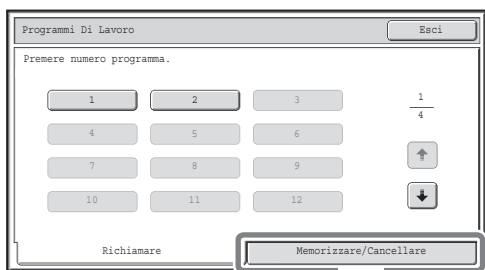 Programmi Di Lavoro
Esci
Premere numero programma.
1 2 3
1
4
4 5 6
7 8 9
10 11 12
Richiamare
Memorizzare/Cancellare